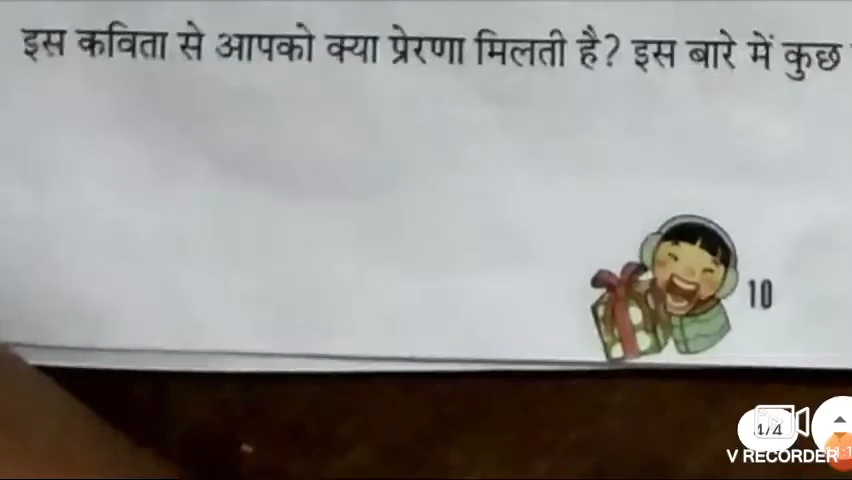 इस कविता से आपको क्या प्रेरणा मिलती है? इस बारे में कुछ
10
1/4
V RECORDER